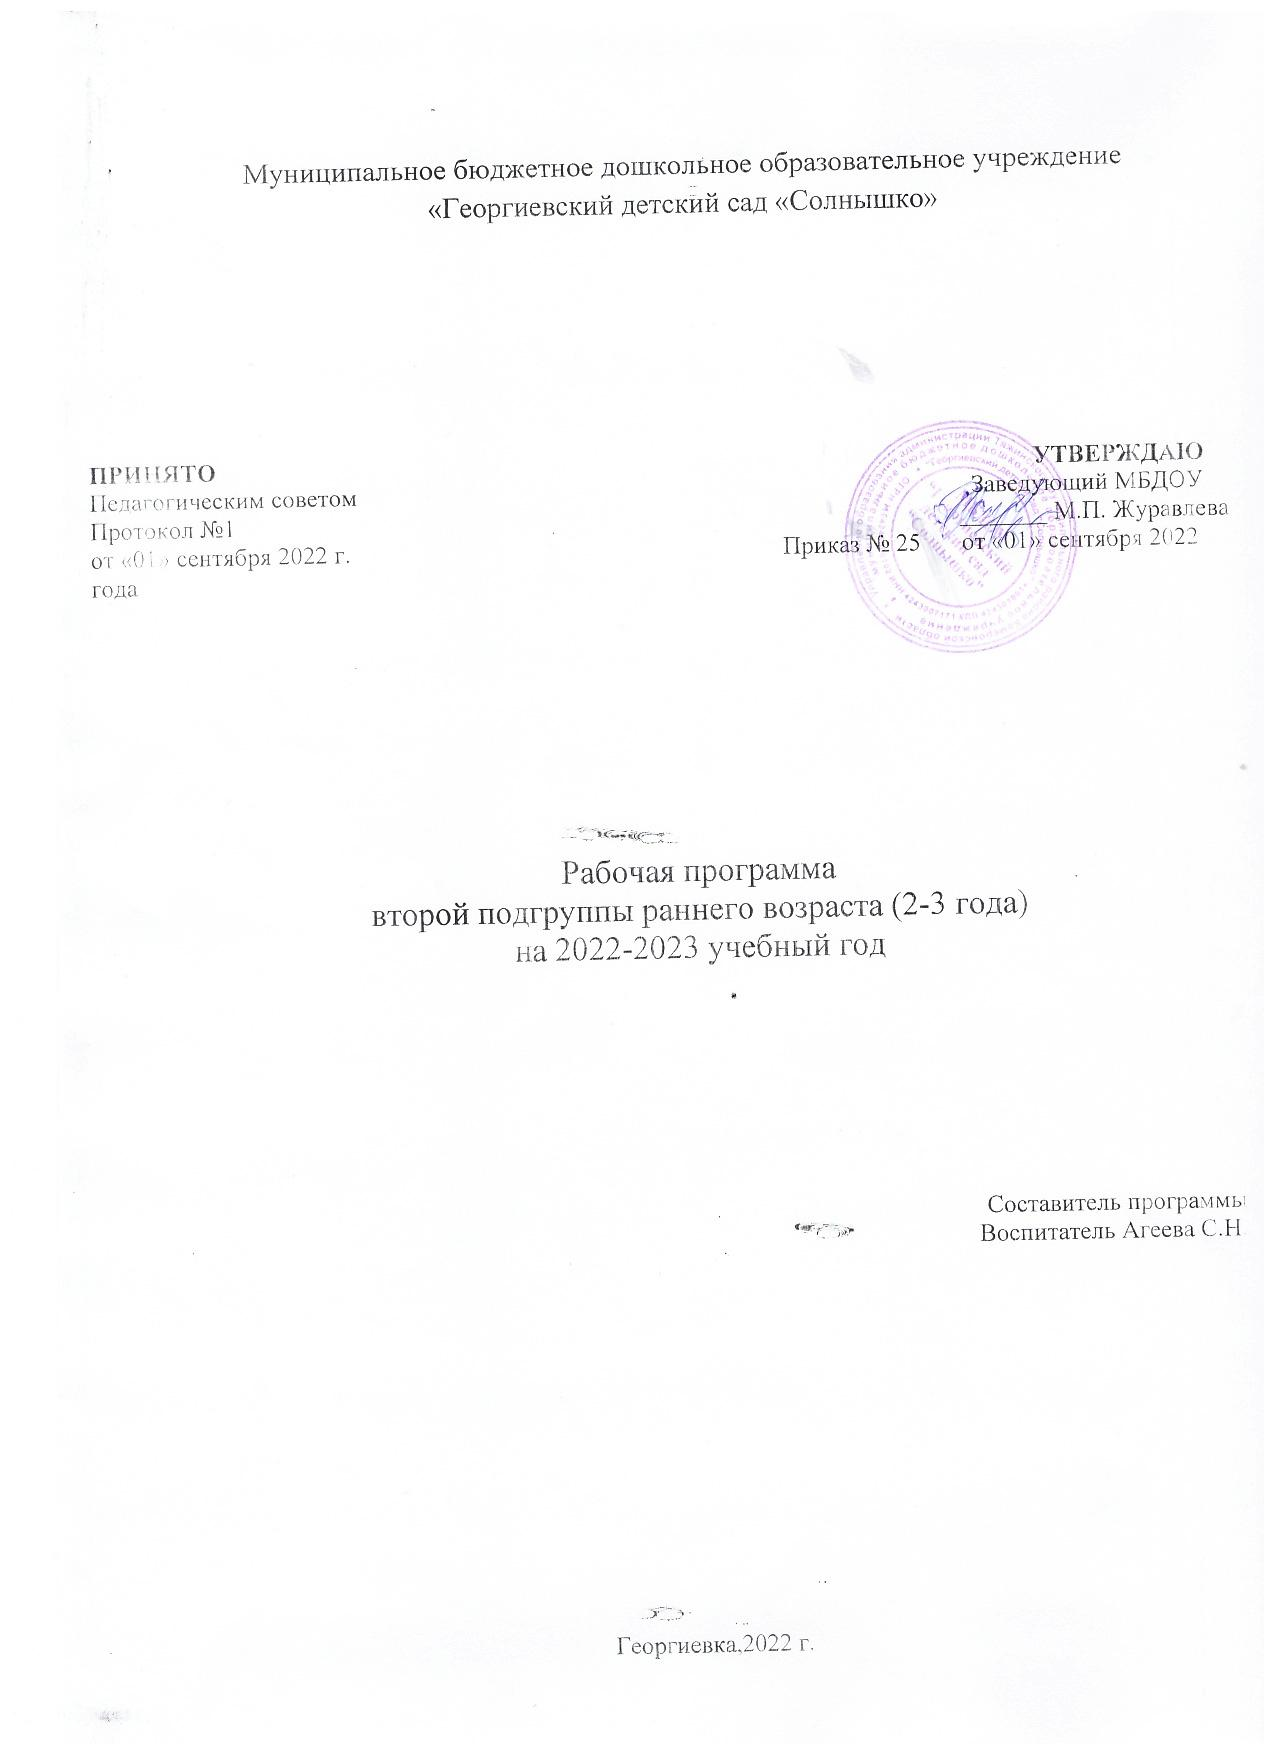 Муниципальное бюджетное дошкольное образовательное учреждение
«Георгиевский детский сад «Солнышко»
ПРИНЯТО
Педагогическим советом
Протокол №1
от «01» сентября 2022 г.
года
УТВЕРЖДАЮ
Заведующий МБДОУ
М.П. Журавлева
Приказ № 25 от «01» сентября 2022
Рабочая программа
второй подгруппы раннего возраста (2-3 года)
на 2022-2023 учебный год
Составитель программы
Воспитатель Агеева С.Н
Георгиевка,2022 г.